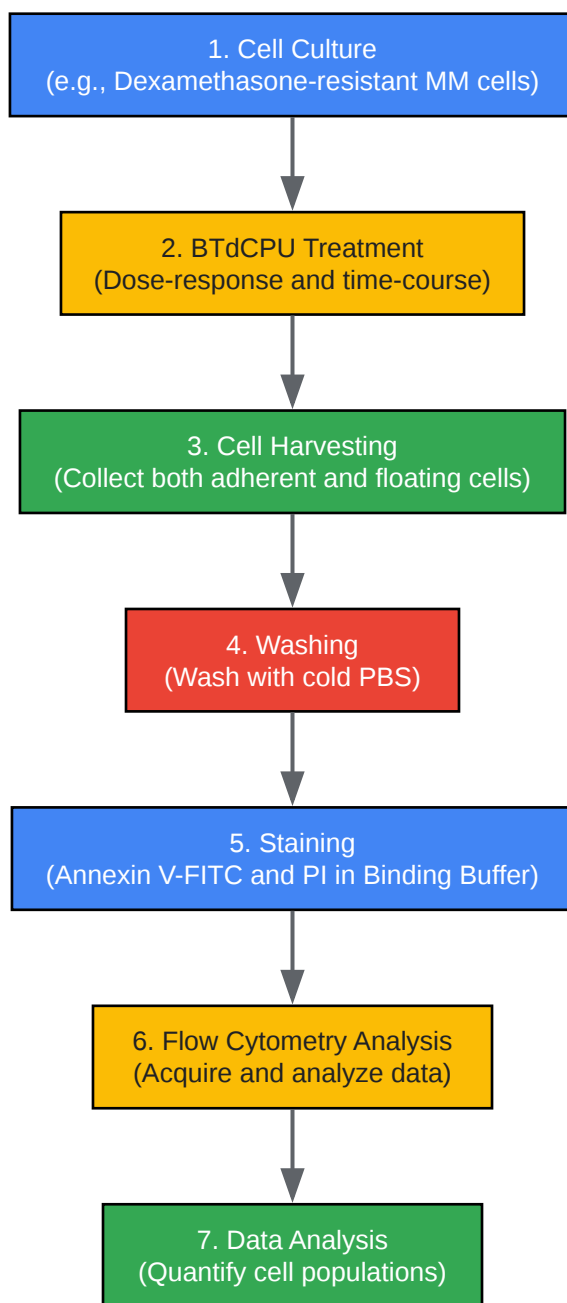 1. Cell Culture
(e.g., Dexamethasone-resistant MM cells)
2. BTdCPU Treatment
(Dose-response and time-course)
3. Cell Harvesting
(Collect both adherent and floating cells)
4. Washing
(Wash with cold PBS)
5. Staining
(Annexin V-FITC and PI in Binding Buffer)
6. Flow Cytometry Analysis
(Acquire and analyze data)
7. Data Analysis
(Quantify cell populations)